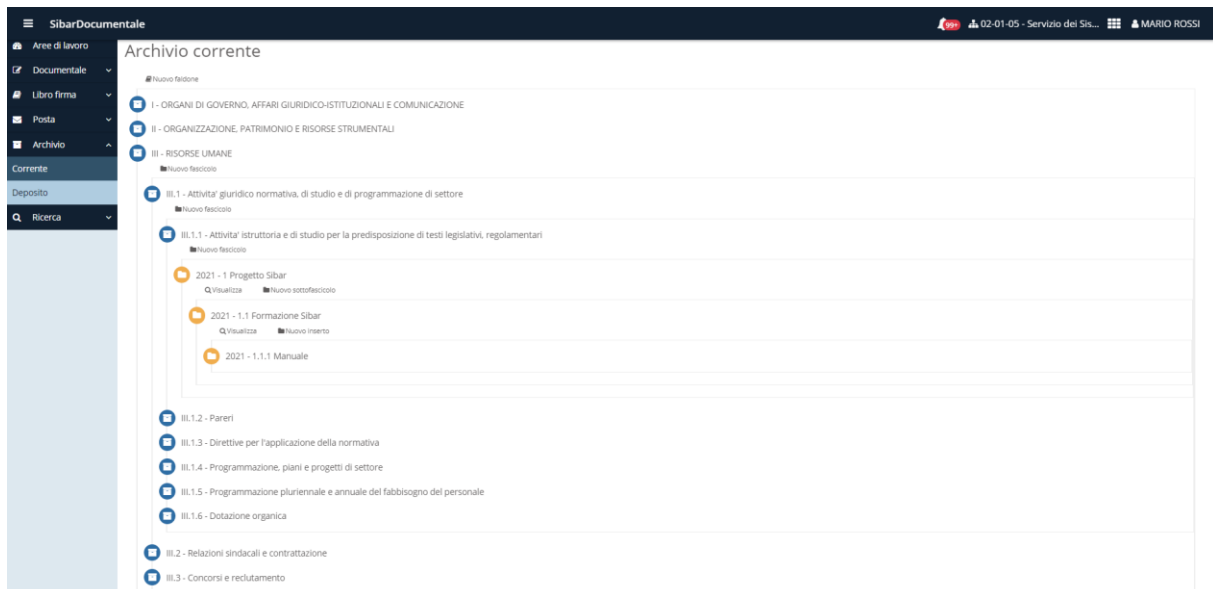 SibarDocumentale
99+ 02-01-05 - Servizio dei Sis... MARIO ROSSI
Aree di lavoro
Documentale
Libro firma
Posta
Archivio
Corrente
Deposito
Ricerca
Archivio corrente
Nuovo faldone
I - ORGANI DI GOVERNO, AFFARI GIURIDICO-ISTITUZIONALI E COMUNICAZIONE
II - ORGANIZZAZIONE, PATRIMONIO E RISORSE STRUMENTALI
III - RISORSE UMANE
Nuovo fascicolo
III.1 - Attivita' giuridico normativa, di studio e di programmazione di settore
Nuovo fascicolo
III.1.1 - Attivita' istruttoria e di studio per la predisposizione di testi legislativi, regolamentari
Nuovo fascicolo
2021 - 1 Progetto Sibar
Visualizza Nuovo sottofascicolo
2021 - 1.1 Formazione Sibar
Visualizza Nuovo inserto
2021 - 1.1.1 Manuale
III.1.2 - Pareri
III.1.3 - Direttive per l'applicazione della normativa
III.1.4 - Programmazione, piani e progetti di settore
III.1.5 - Programmazione pluriennale e annuale del fabbisogno del personale
III.1.6 - Dotazione organica
III.2 - Relazioni sindacali e contrattazione
III.3 - Concorsi e reclutamento